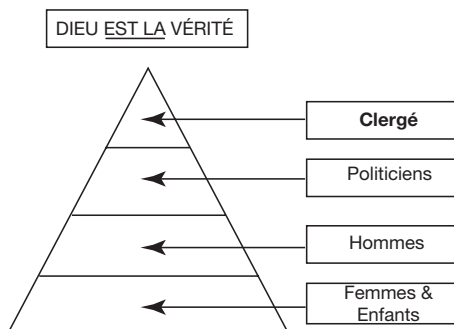 DIEU EST LA VÉRITÉ
Clergé
Politiciens
Hommes
Femmes &
Enfants